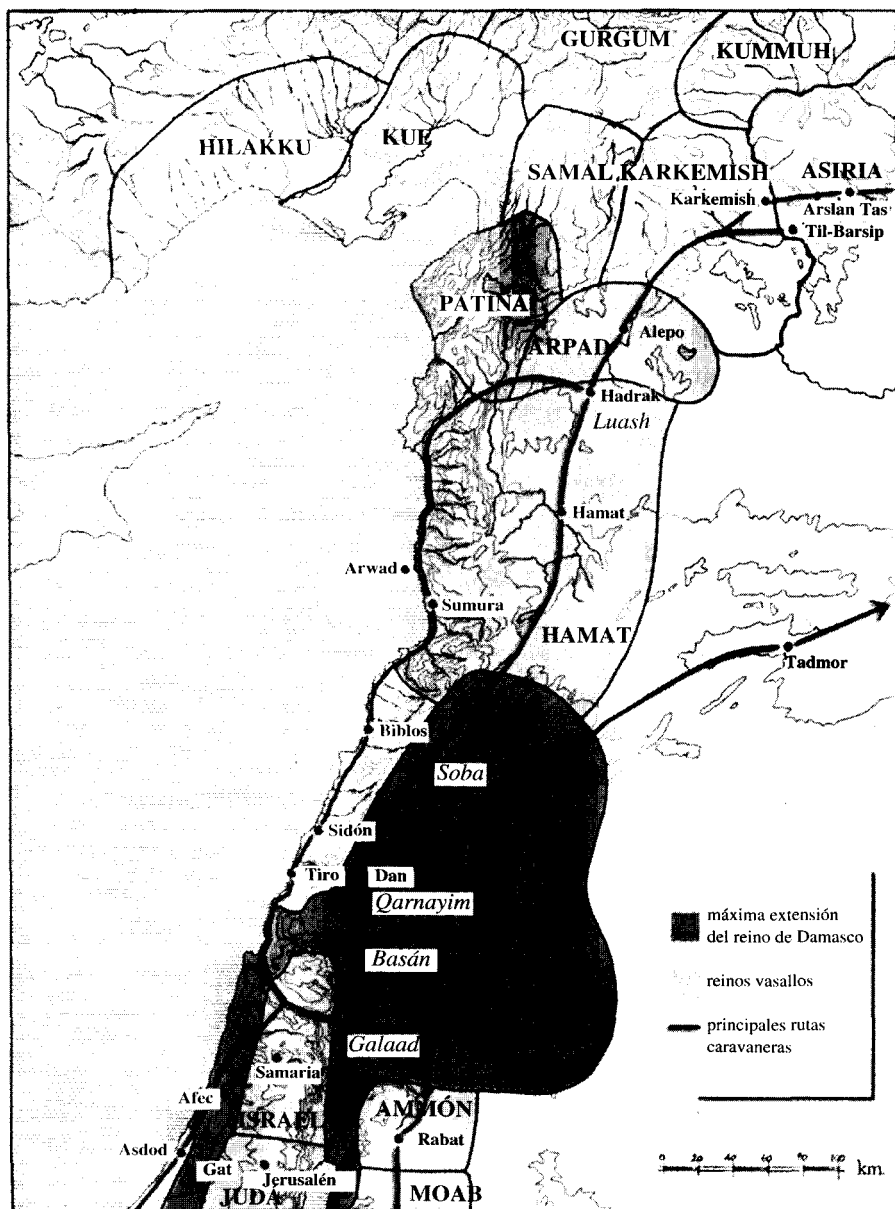 GURGUM
KUMMUH
HILAKKU
KUE
SAMAL
KARKEMISH
ASIRIA
Karkemish
Arslan Tas
Til-Barsip
PATINA
ARPAD
Alepo
Hadrak
Luash
Hamat
Arwad
Sumura
HAMAT
Tadmor
Biblos
Soba
Sidón
Tiro
Dan
Qarnayim
Basán
máxima extensión
del reino de Damasco
reinos vasallos
principales rutas
caravaneras
Galaad
Samaria
Afec
ISRAEL
AMMÓN
Asdod
Rabat
Gat
Jerusalén
JUDA
MOAB
0 20 40 60 80 100 km.